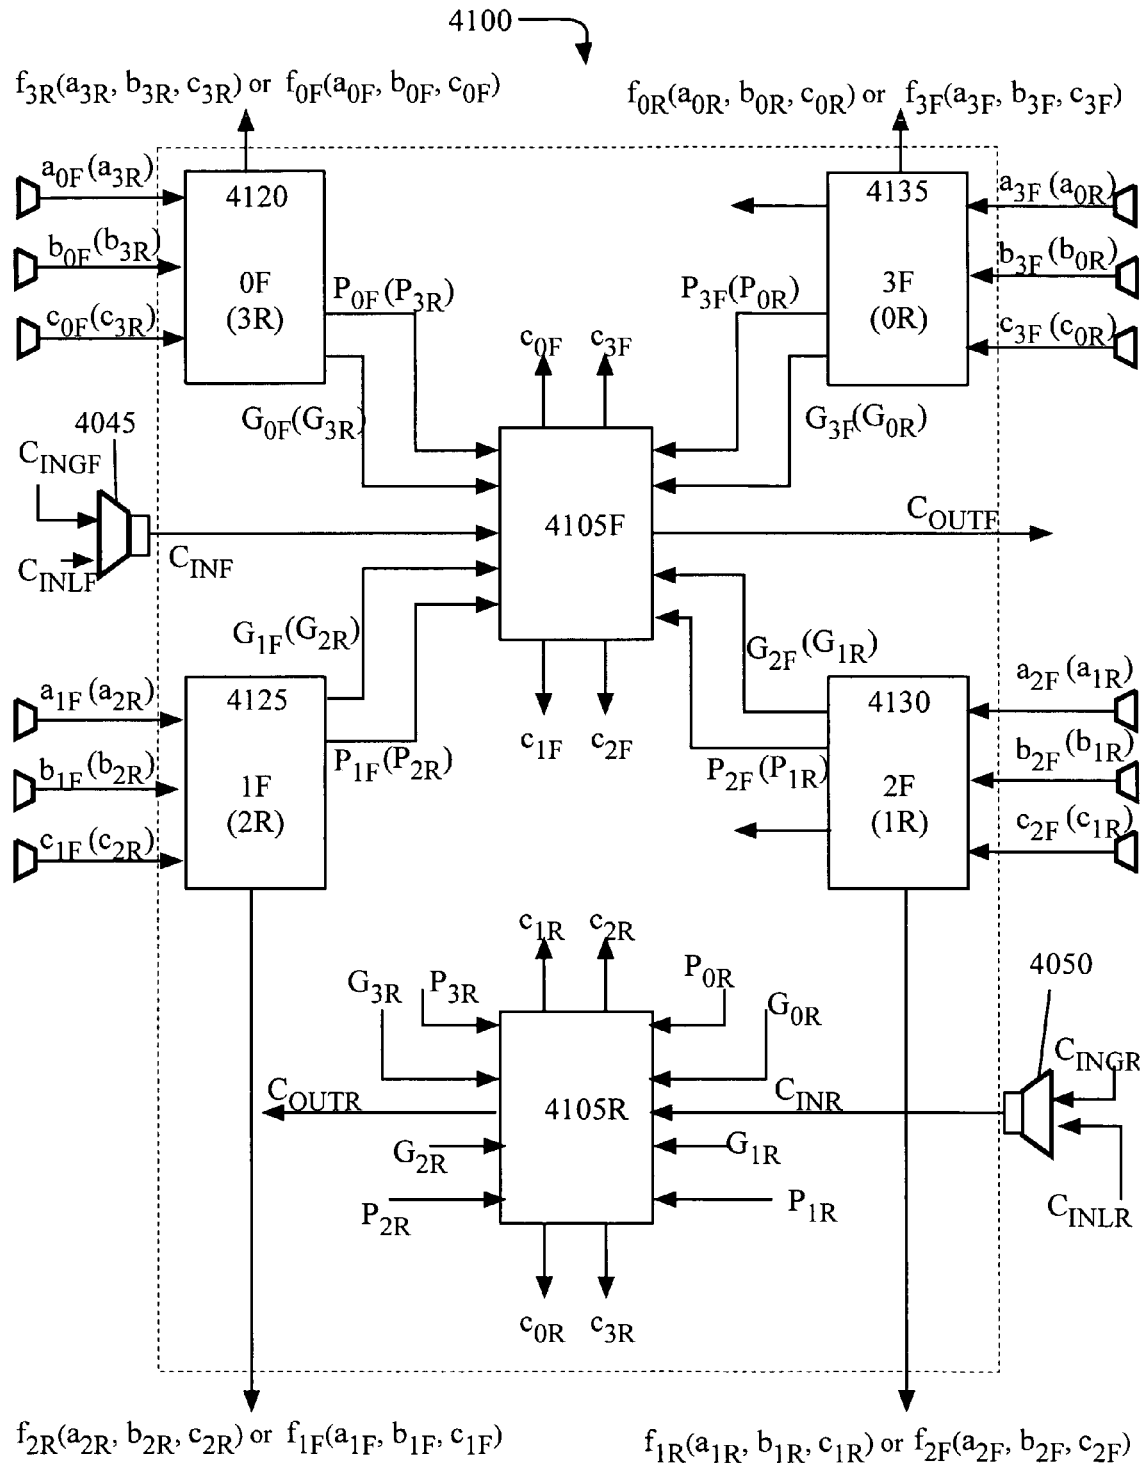 4100
f3R(a3R, b3R, c3R) or f0F(a0F, b0F, c0F)
f0R(a0R, b0R, c0R) or f3F(a3F, b3F, c3F)
a0F (a3R)
b0F (b3R)
c0F (c3R)
4120
0F
(3R)
P0F (P3R)
G0F (G3R)
4135
3F
(0R)
P3F (P0R)
G3F (G0R)
a3F (a0R)
b3F (b0R)
c3F (c0R)
c0F
c3F
4045
CINGF
CINLF
CINF
4105F
COUTF
G1F (G2R)
G2F (G1R)
a1F (a2R)
b1F (b2R)
c1F (c2R)
4125
1F
(2R)
P1F (P2R)
c1F
c2F
P2F (P1R)
4130
2F
(1R)
a2F (a1R)
b2F (b1R)
c2F (c1R)
c1R
c2R
G3R
P3R
P0R
G0R
4050
CINGR
COUTR
4105R
CINR
G2R
G1R
P2R
P1R
CINLR
c0R
c3R
f2R(a2R, b2R, c2R) or f1F(a1F, b1F, c1F)
f1R(a1R, b1R, c1R) or f2F(a2F, b2F, c2F)